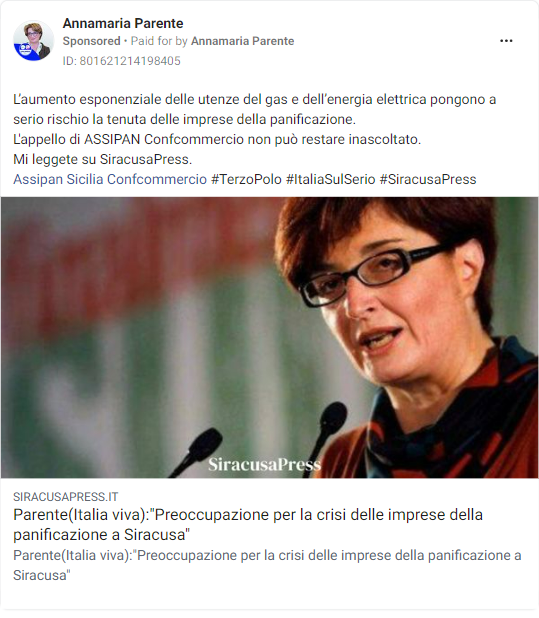 Annamaria Parente
Sponsored • Paid for by Annamaria Parente
ID: 801621214198405
L'aumento esponenziale delle utenze del gas e dell'energia elettrica pongono a
serio rischio la tenuta delle imprese della panificazione.
L'appello di ASSIPAN Confcommercio non può restare inascoltato.
Mi leggete su SiracusaPress.
Assipan Sicilia Confcommercio #TerzoPolo #ItaliaSulSerio #SiracusaPress
SiracusaPress
SIRACUSAPRESS.IT
Parente(Italia viva):"Preoccupazione per la crisi delle imprese della
panificazione a Siracusa"
Parente(Italia viva):"Preoccupazione per la crisi delle imprese della panificazione a
Siracusa"